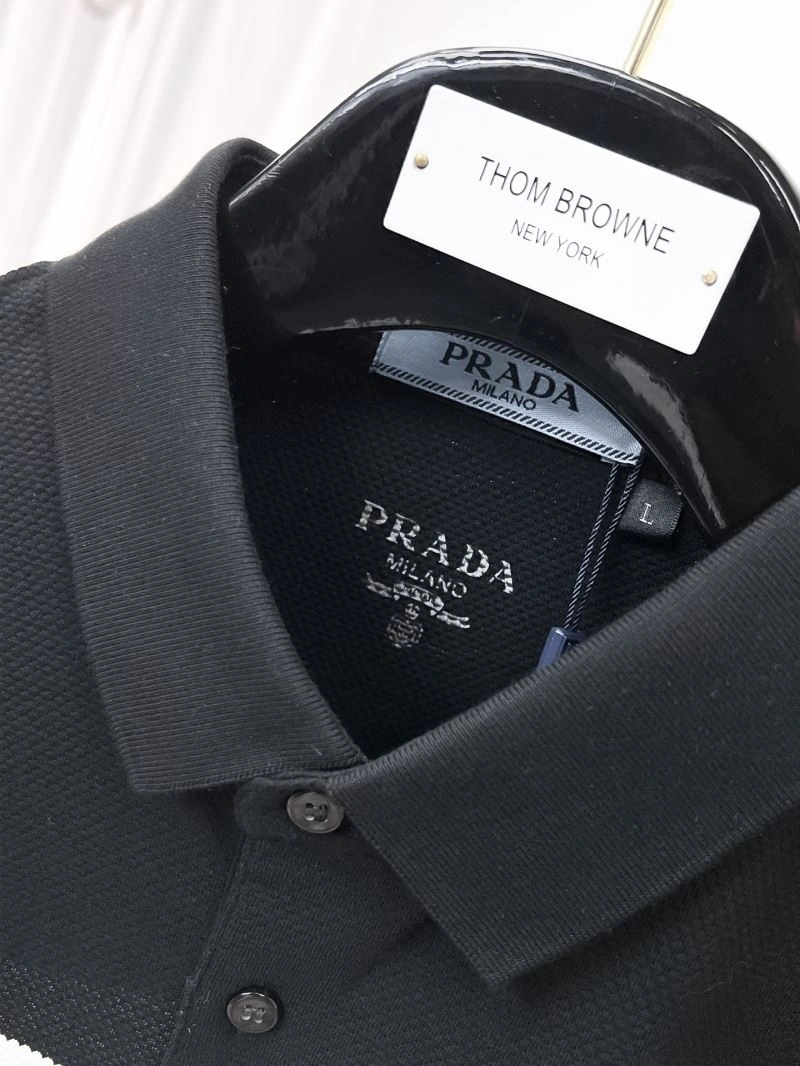 THOM BROWNE
NEW YORK
PRADA
MILANO
L
PRADA
MILANO